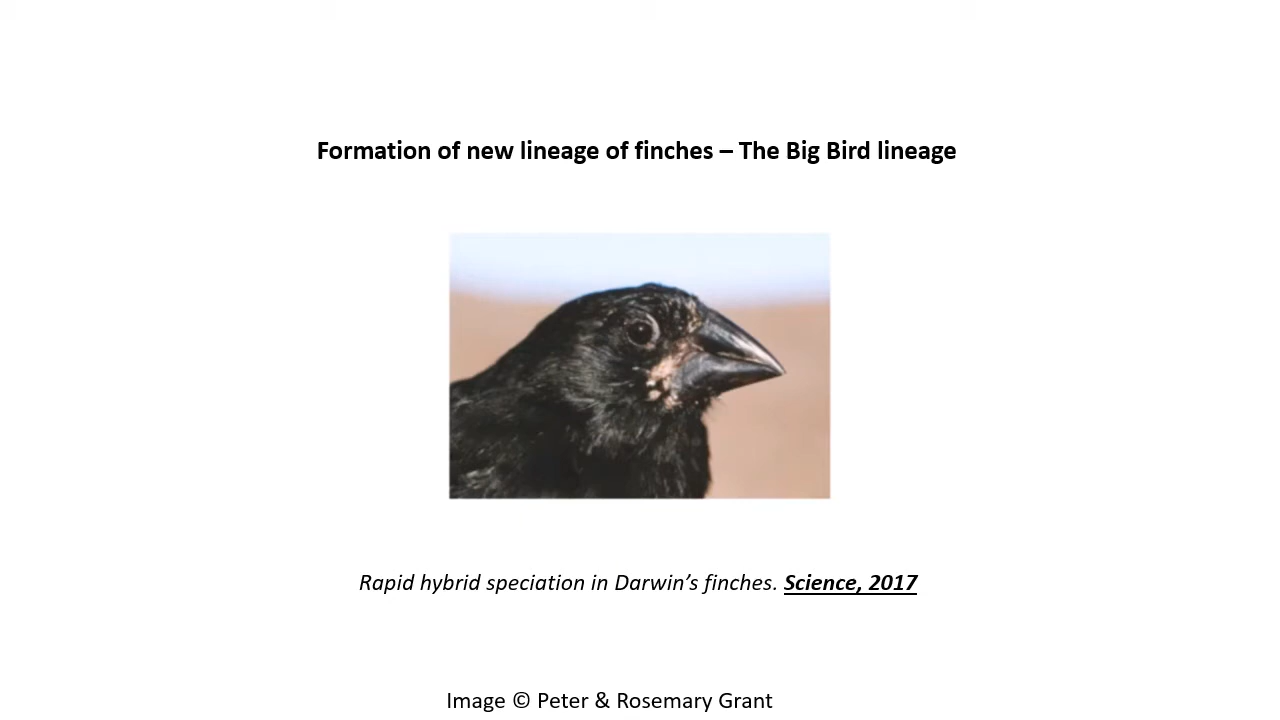 Formation of new lineage of finches – The Big Bird lineage
Rapid hybrid speciation in Darwin’s finches. Science, 2017
Image © Peter & Rosemary Grant